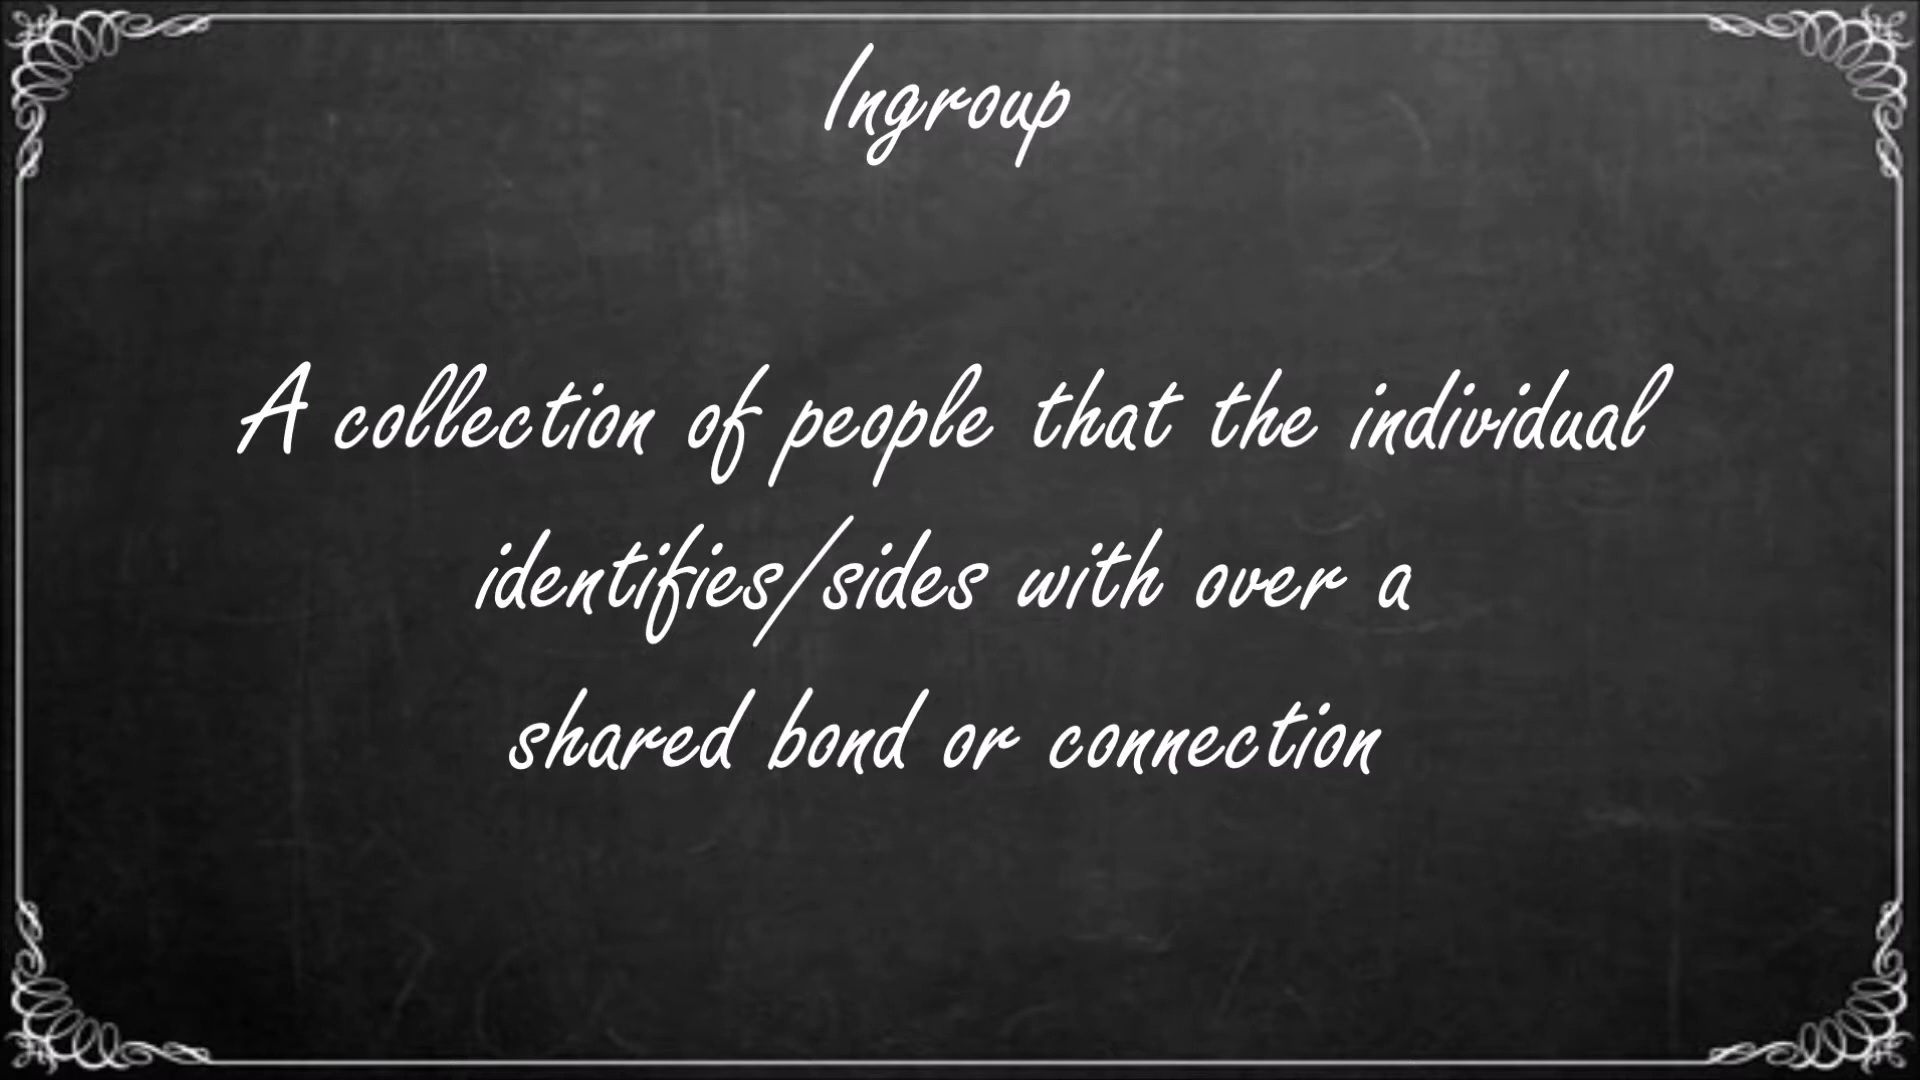 Ingroup
A collection of people that the individual
identifies/sides with over a
shared bond or connection